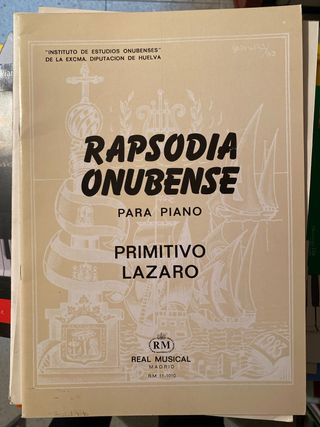 "INSTITUTO DE ESTUDIOS ONUBENSES"
DE LA EXCMA. DIPUTACION DE HUELVA
RAPSODIA
ONUBENSE
PARA PIANO
PRIMITIVO
LAZARO
RM
REAL MUSICAL
MADRID